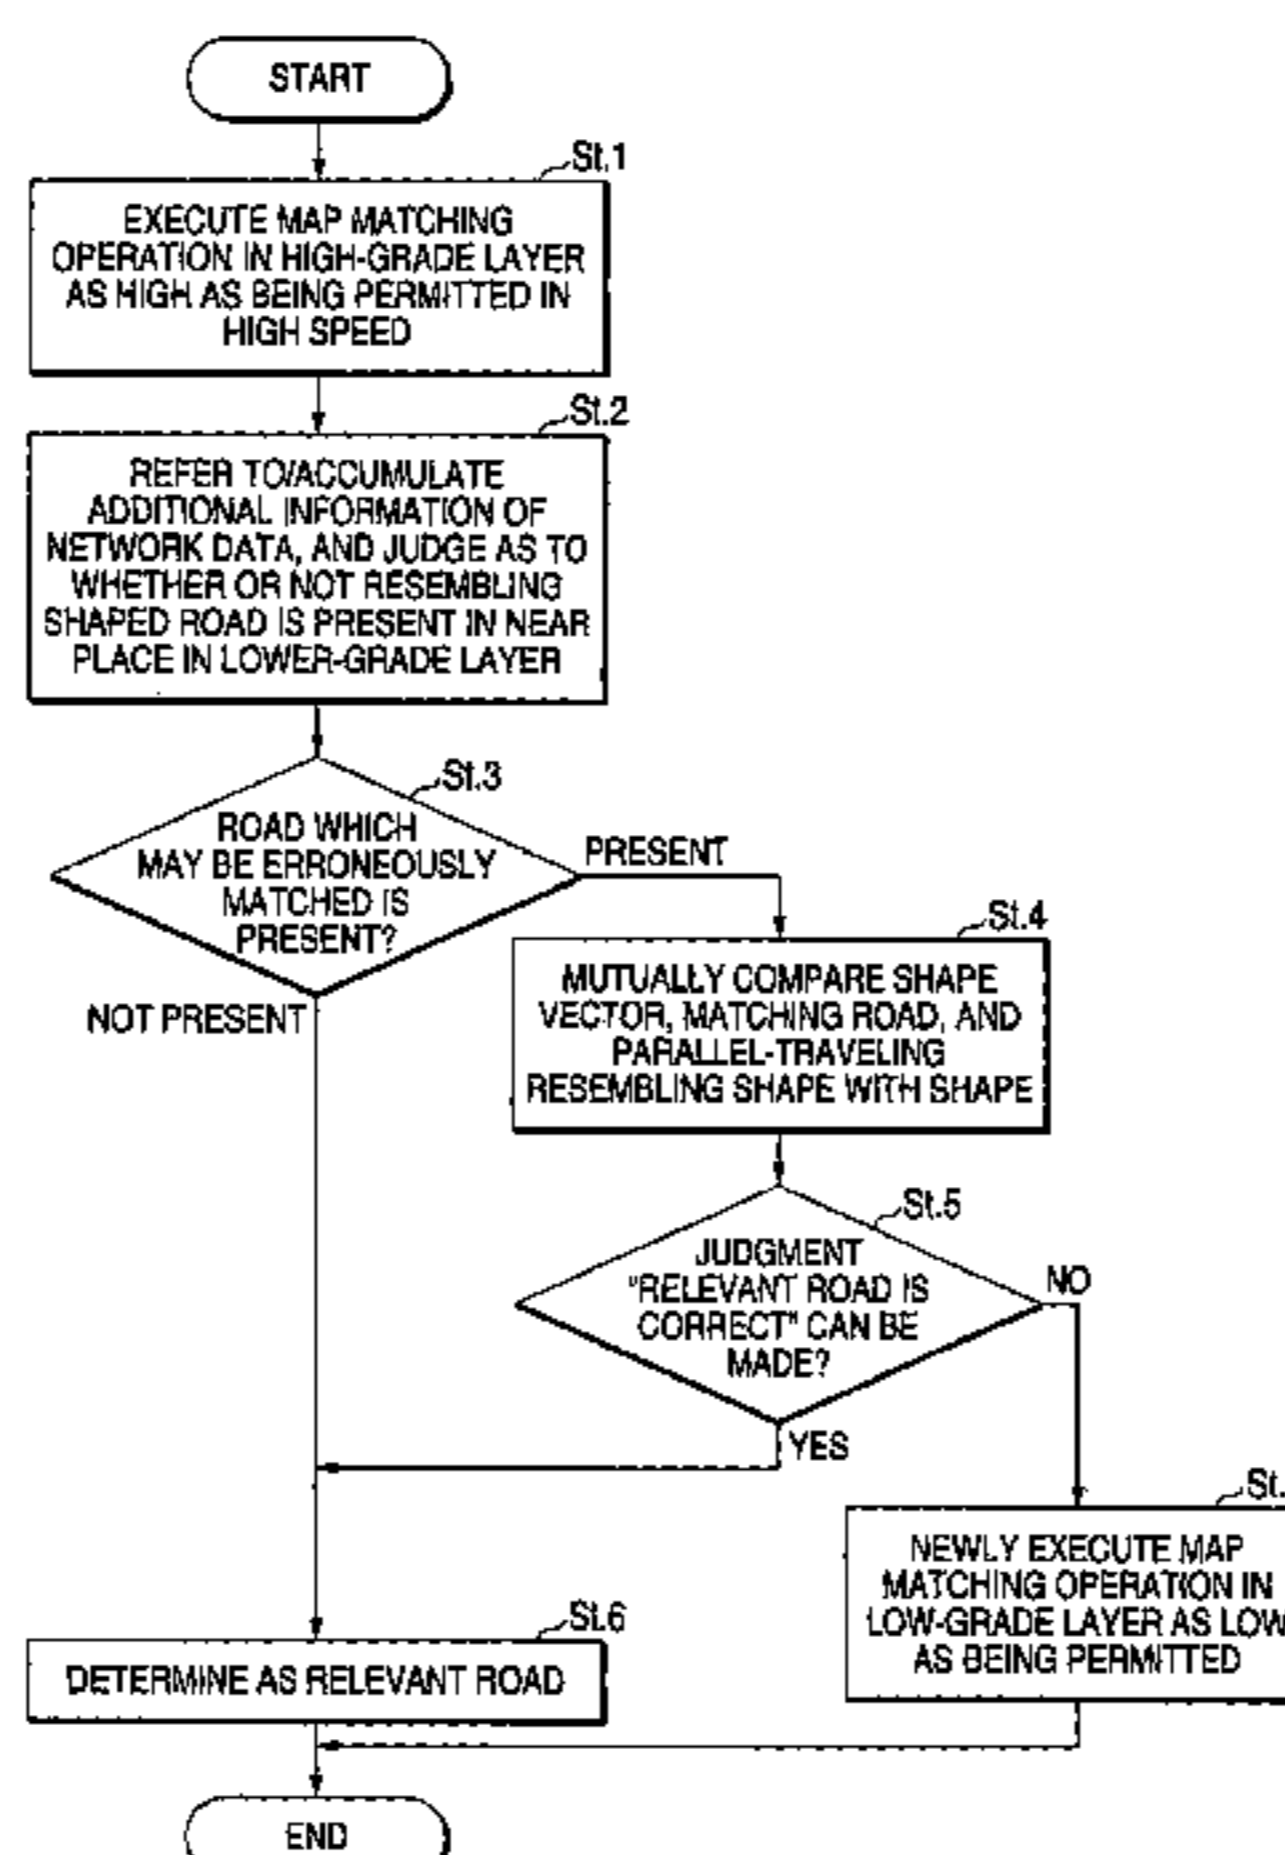 START
St.1
EXECUTE MAP MATCHING
OPERATION IN HIGH-GRADE LAYER
AS HIGH AS BEING PERMITTED IN
HIGH SPEED
St.2
REFER TO/ACCUMULATE
ADDITIONAL INFORMATION OF
NETWORK DATA, AND JUDGE AS TO
WHETHER OR NOT RESEMBLING
SHAPED ROAD IS PRESENT IN NEAR
PLACE IN LOWER-GRADE LAYER
St.3
ROAD WHICH
MAY BE ERRONEOUSLY
MATCHED IS
PRESENT?
PRESENT
NOT PRESENT
St.4
MUTUALLY COMPARE SHAPE
VECTOR, MATCHING ROAD, AND
PARALLEL-TRAVELING
RESEMBLING SHAPE WITH SHAPE
St.5
JUDGMENT
"RELEVANT ROAD IS
CORRECT" CAN BE
MADE?
NO
YES
St.
NEWLY EXECUTE MAP
MATCHING OPERATION IN
LOW-GRADE LAYER AS LOW
AS BEING PERMITTED
St.6
DETERMINE AS RELEVANT ROAD
END